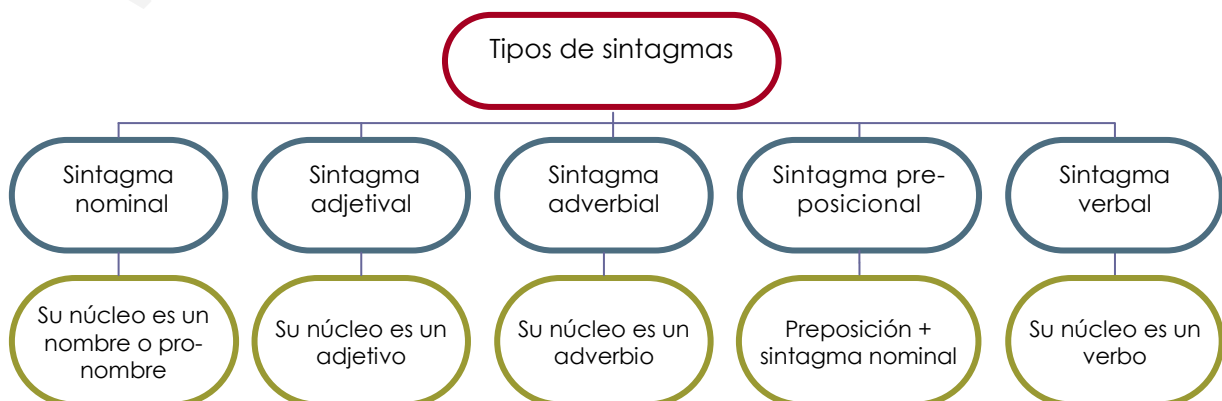 Tipos de sintagmas
Sintagma
nominal
Sintagma
adjetival
Sintagma
adverbial
Sintagma pre-
posicional
Sintagma
verbal
Su núcleo es un
nombre o pro-
nombre
Su núcleo es un
adjetivo
Su núcleo es un
adverbio
Preposición +
sintagma nominal
Su núcleo es un
verbo